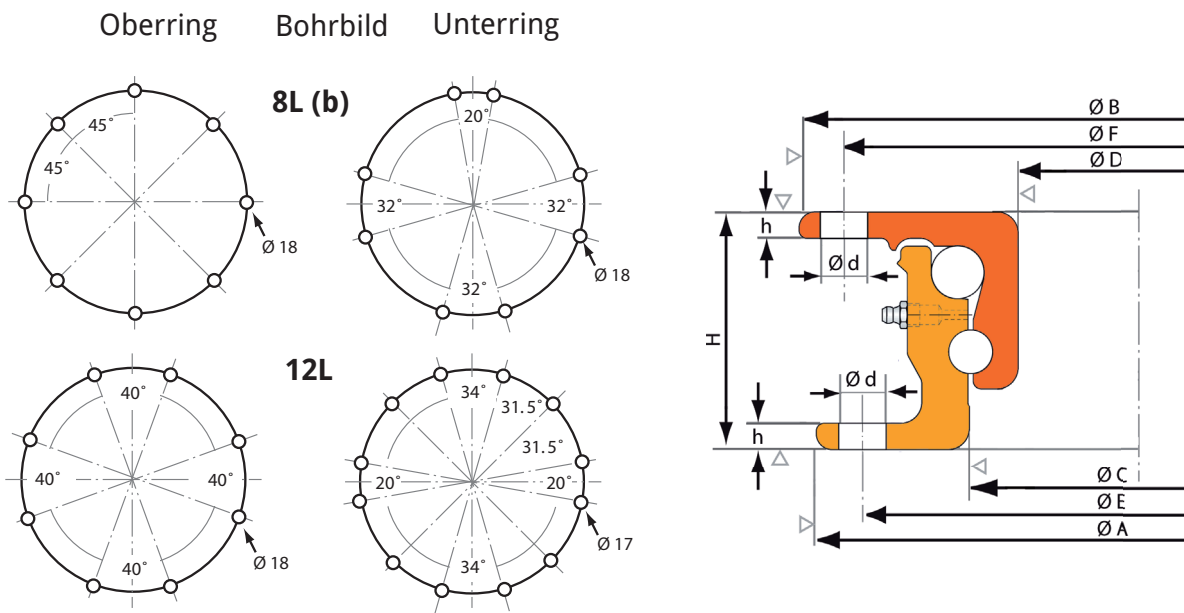 Oberring Bohrbild Unterring
8L (b)
45°
45°
Ø 18
20°
32°
32°
32°
Ø 18
12L
40°
40°
40°
40°
Ø 18
34°
31.5°
31.5°
20°
20°
34°
Ø 17
Ø B
Ø F
Ø D
h
Ø d
H
Ø d
h
Ø C
Ø E
Ø A